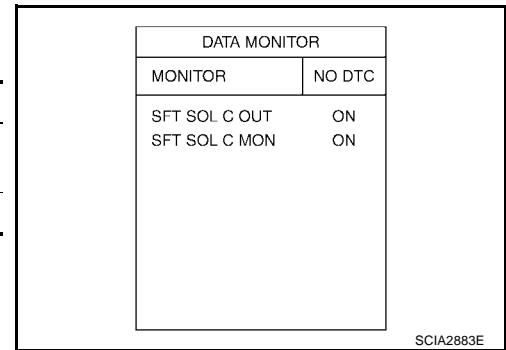 DATA MONITOR
MONITOR NO DTC
SFT SOL C OUT ON
SFT SOL C MON ON
SCIA2883E